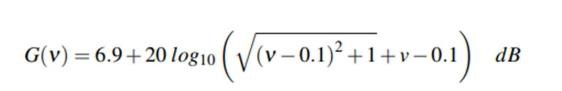 G(v) = 6.9 + 20 log₁₀ (√((v − 0.1)² + 1) + v − 0.1) dB